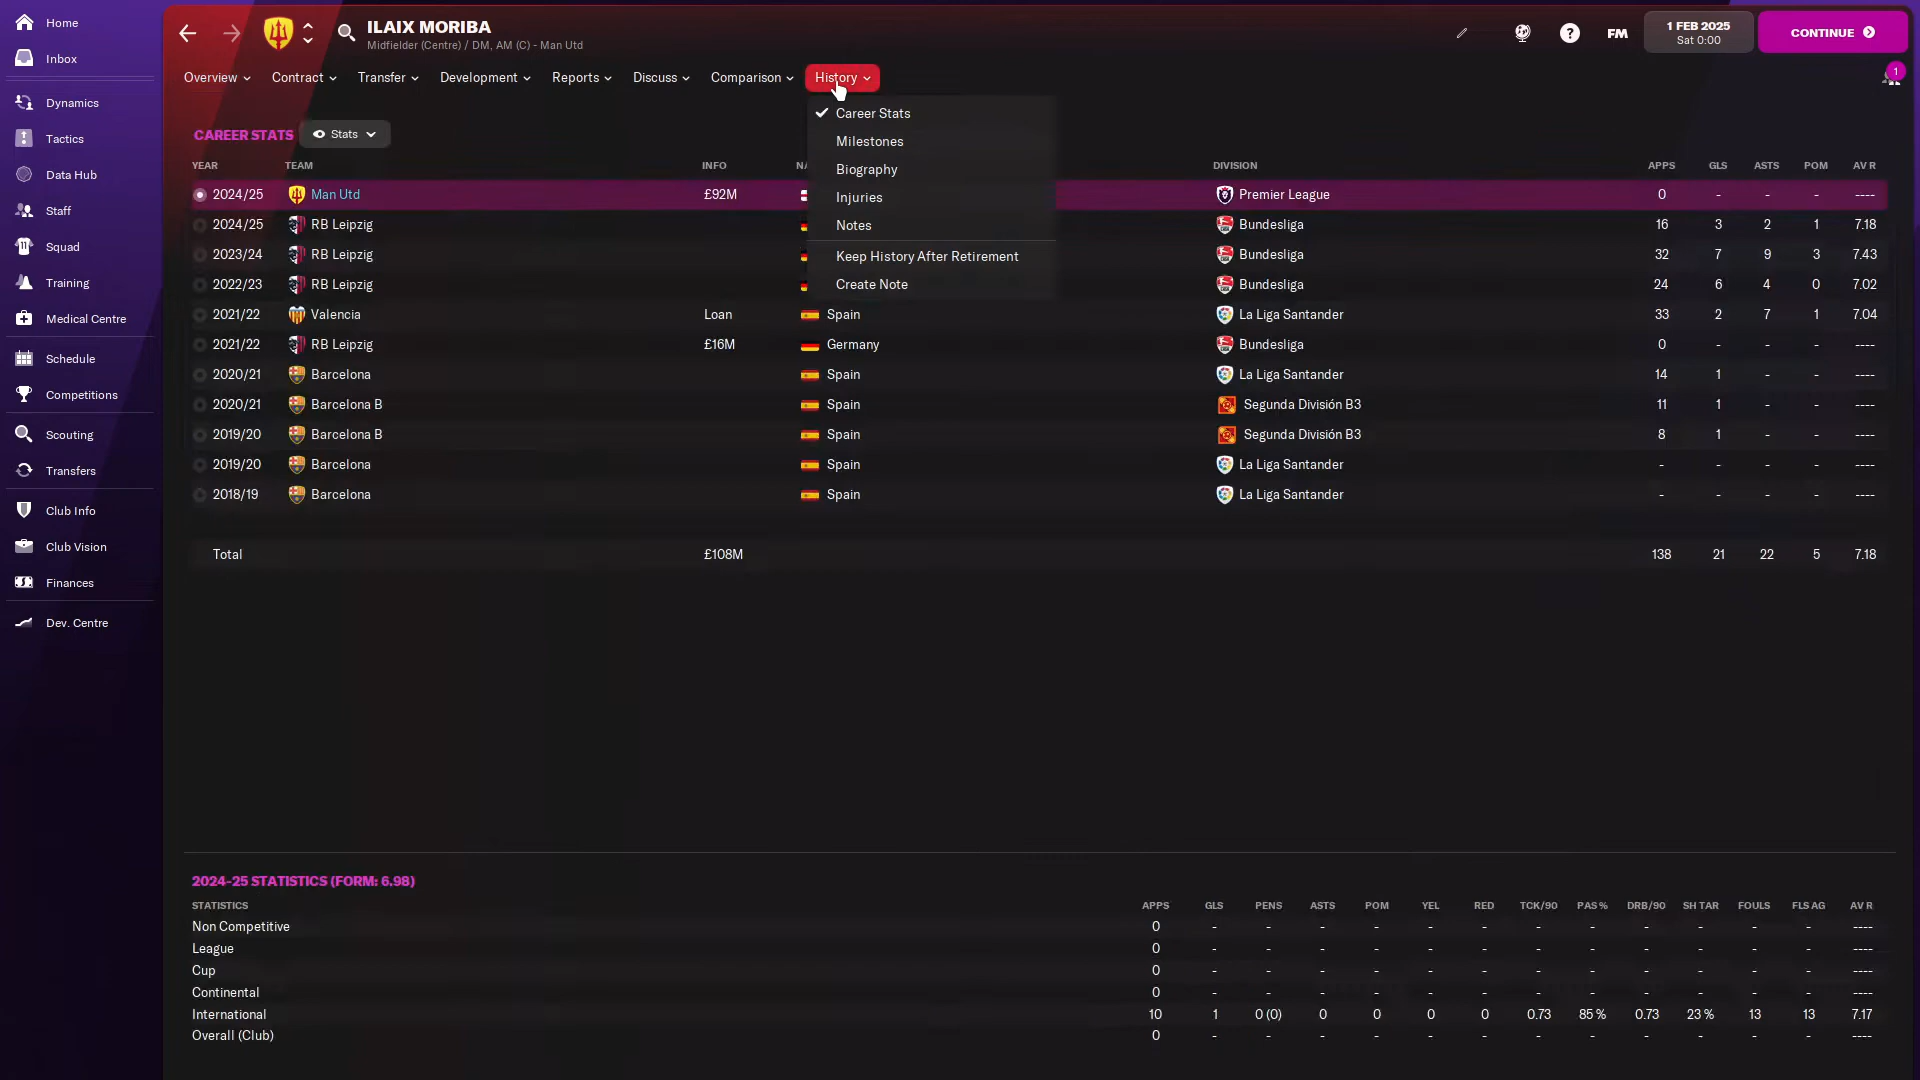 Home
Inbox
Dynamics
Tactics
Data Hub
Staff
Squad
Training
Medical Centre
Schedule
Competitions
Scouting
Transfers
Club Info
Club Vision
Finances
Dev. Centre
ILAIX MORIBA
Midfielder (Centre) / DM, AM (C) - Man Utd
? FM
1 FEB 2025
Sat 0:00
CONTINUE
Overview Contract Transfer Development Reports Discuss Comparison History
1
Career Stats
Milestones
Biography
Injuries
Notes
Keep History After Retirement
Create Note
CAREER STATS Stats
YEAR TEAM INFO DIVISION APPS GLS ASTS POM AV R
2024/25 Man Utd £92M Premier League 0 - - - ----
2024/25 RB Leipzig Bundesliga 16 3 2 1 7.18
2023/24 RB Leipzig Bundesliga 32 7 9 3 7.43
2022/23 RB Leipzig Bundesliga 24 6 4 0 7.02
2021/22 Valencia Loan Spain La Liga Santander 33 2 7 1 7.04
2021/22 RB Leipzig £16M Germany Bundesliga 0 - - - ----
2020/21 Barcelona Spain La Liga Santander 14 1 - - ----
2020/21 Barcelona B Spain Segunda División B3 11 1 - - ----
2019/20 Barcelona B Spain Segunda División B3 8 1 - - ----
2019/20 Barcelona Spain La Liga Santander - - - - ----
2018/19 Barcelona Spain La Liga Santander - - - - ----
Total £108M 138 21 22 5 7.18
2024-25 STATISTICS (FORM: 6.98)
STATISTICS APPS GLS PENS ASTS POM YEL RED TCK/90 PAS % DRB/90 SH TAR FOULS FLS AG AV R
Non Competitive 0 - - - - - - - - - - - - ----
League 0 - - - - - - - - - - - - ----
Cup 0 - - - - - - - - - - - - ----
Continental 0 - - - - - - - - - - - - ----
International 10 1 0 (0) 0 0 0 0 0.73 85 % 0.73 23 % 13 13 7.17
Overall (Club) 0 - - - - - - - - - - - - ----